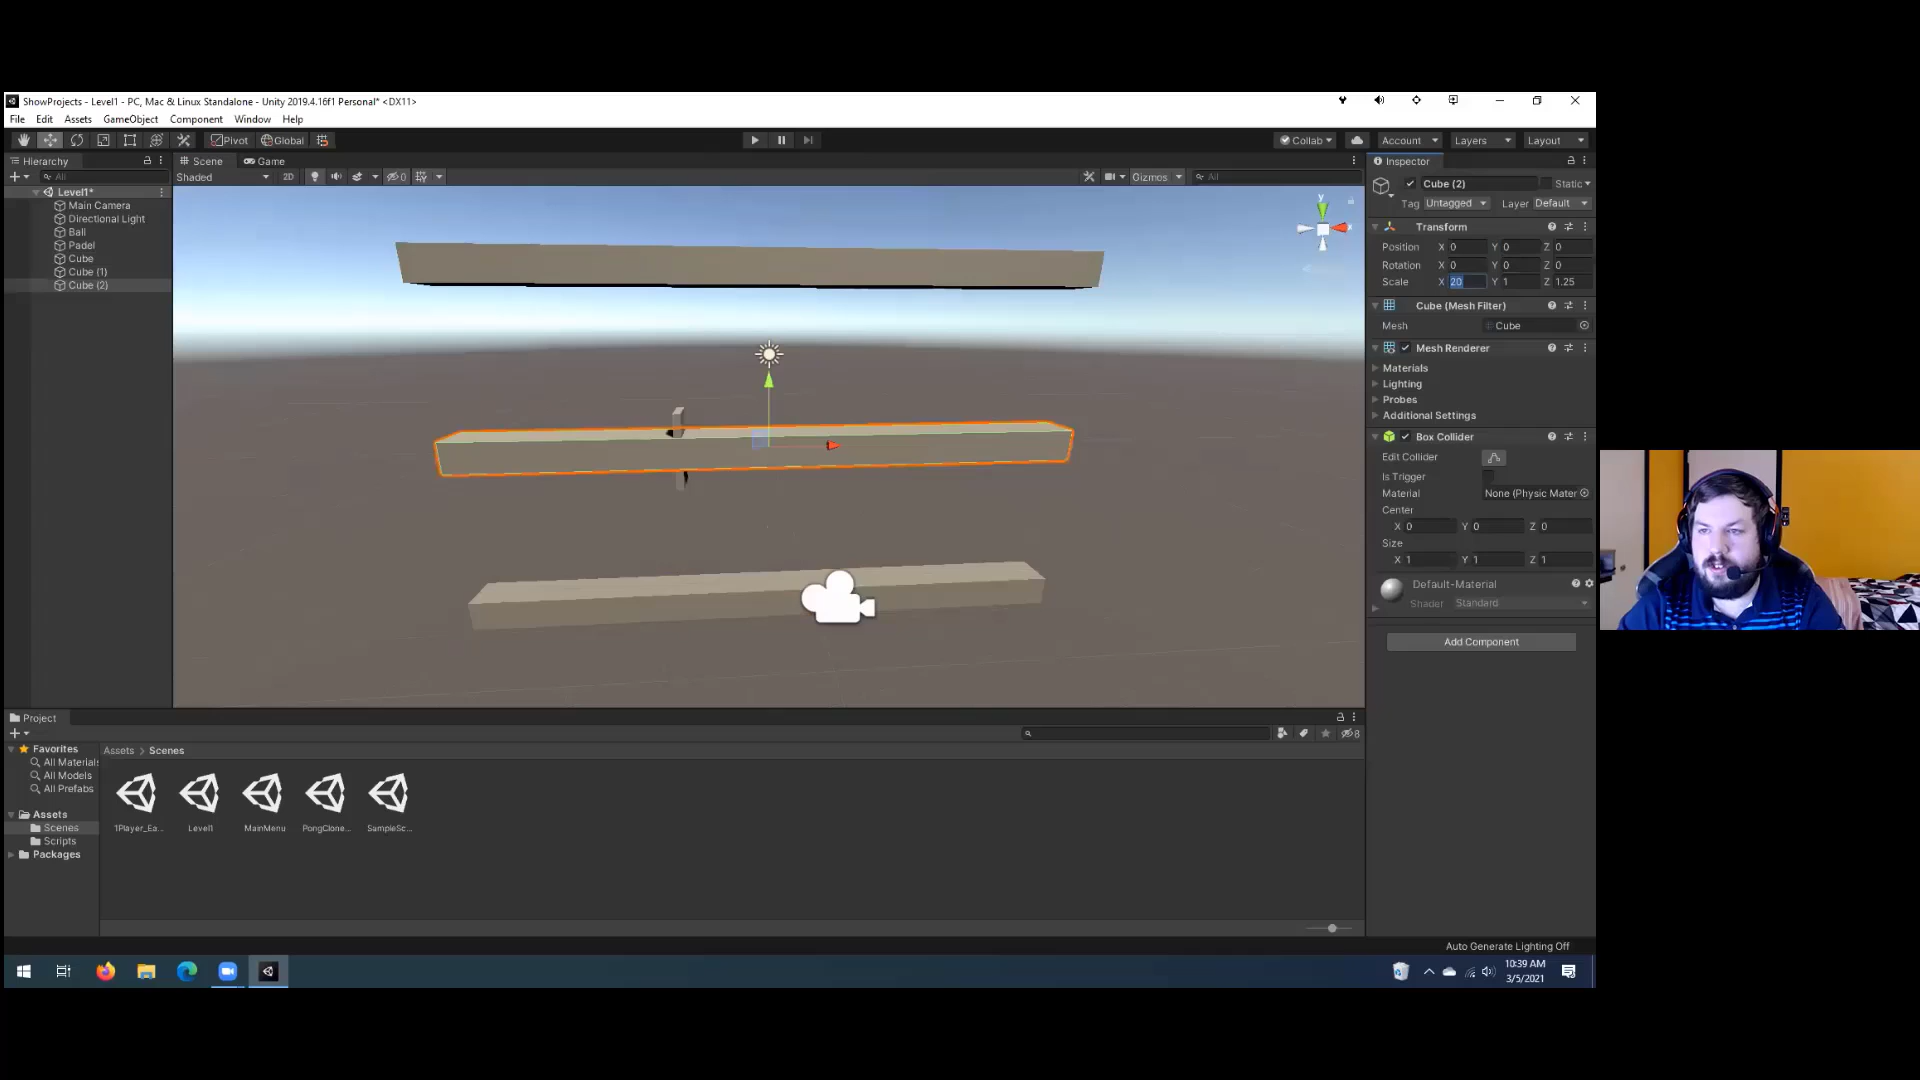 ShowProjects - Level1 - PC, Mac & Linux Standalone - Unity 2019.4.16f1 Personal* <DX11>
File Edit Assets GameObject Component Window Help
Pivot Global Collab Account Layers Layout
Hierarchy
All
Level1*
Main Camera
Directional Light
Ball
Padel
Cube
Cube (1)
Cube (2)
Scene Game
Shaded 2D 0 Gizmos All
y
Inspector
Cube (2) Static
Tag Untagged Layer Default
Transform
Position X 0 Y 0 Z 0
Rotation X 0 Y 0 Z 0
Scale X 20 Y 1 Z 1.25
Cube (Mesh Filter)
Mesh Cube
Mesh Renderer
Materials
Lighting
Probes
Additional Settings
Box Collider
Edit Collider
Is Trigger
Material None (Physic Mater
Center
X 0 Y 0 Z 0
Size
X 1 Y 1 Z 1
Default-Material
Shader Standard
Add Component
Project
8
Favorites
All Materials
All Models
All Prefabs
Assets
Scenes
Scripts
Packages
Assets > Scenes
1Player_Ea... Level1 MainMenu PongClone... SampleSc...
Auto Generate Lighting Off
10:39 AM
3/5/2021